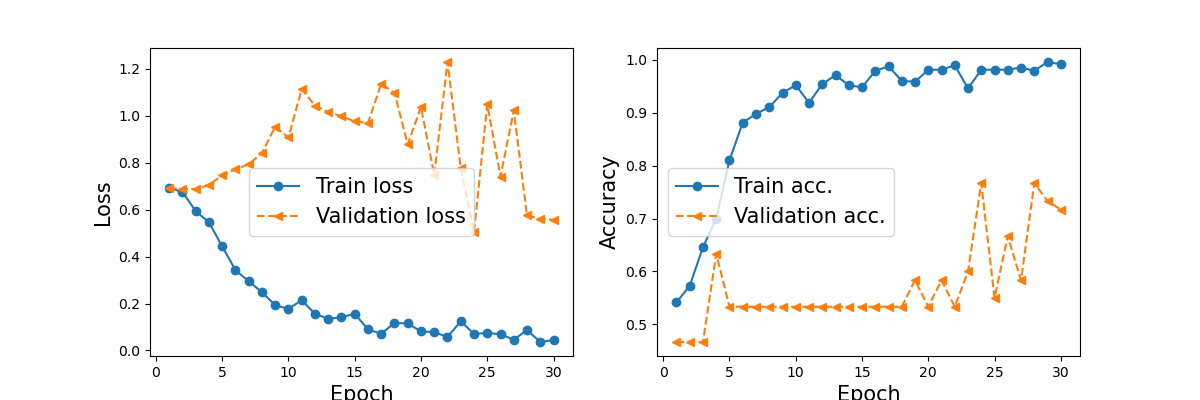 1.2
1.0
0.8
0.6
0.4
0.2
0.0
Loss
Train loss
Validation loss
0 5 10 15 20 25 30
Epoch
1.0
0.9
0.8
0.7
0.6
0.5
Accuracy
Train acc.
Validation acc.
0 5 10 15 20 25 30
Epoch